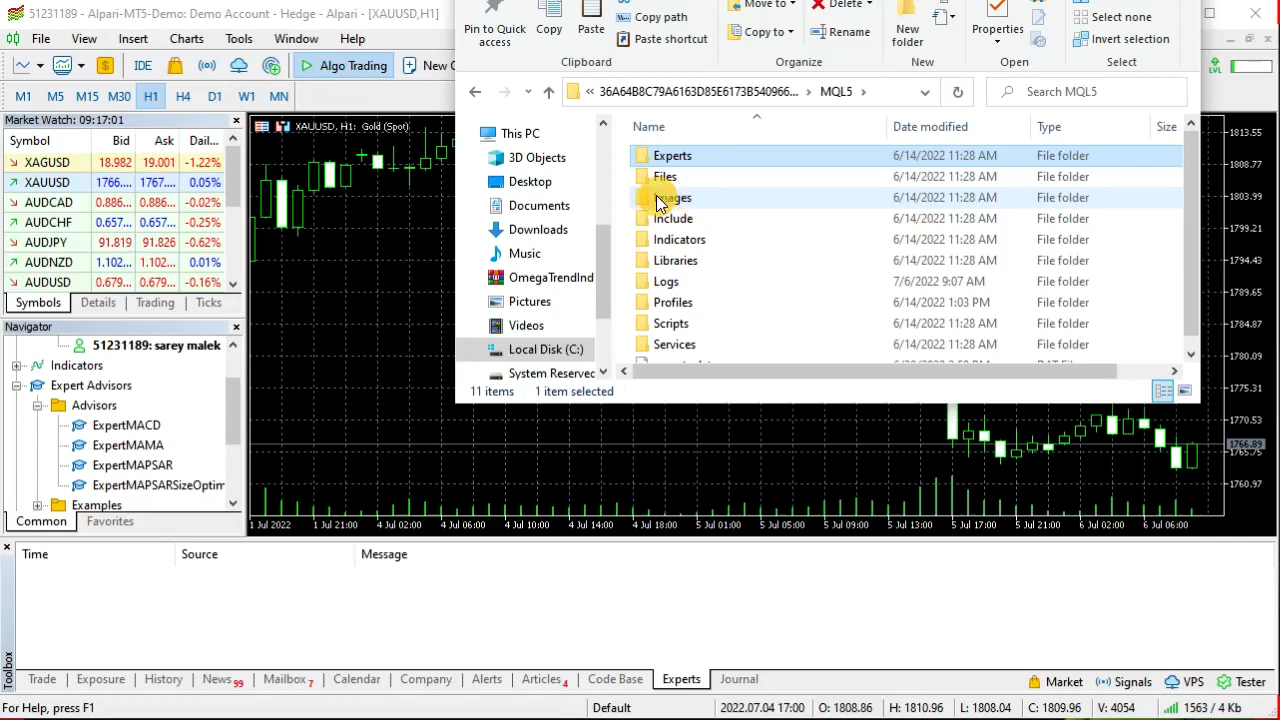 51231189 - Alpari-MT5-Demo: Demo Account - Hedge - Alpari - [XAUUSD,H1]
File View Insert Charts Tools Window Help
IDE Algo Trading New
M1 M5 M15 M30 H1 H4 D1 W1 MN
Market Watch: 09:17:01
Symbol Bid Ask Dail...
XAGUSD 18.982 19.001 -1.22%
XAUUSD 1766.... 1767.... 0.05%
AUDCAD 0.886... 0.886... -0.02%
AUDCHF 0.657... 0.657... -0.25%
AUDJPY 91.819 91.826 -0.62%
AUDNZD 1.102... 1.102... 0.01%
AUDUSD 0.679... 0.679... -0.16%
Symbols Details Trading Ticks
Navigator
51231189: sarey malek
Indicators
Expert Advisors
Advisors
ExpertMACD
ExpertMAMA
ExpertMAPSAR
ExpertMAPSARSizeOptim
Examples
Common Favorites
XAUUSD, H1: Gold (Spot)
Pin to Quick access
Copy
Paste
Copy path
Paste shortcut
Clipboard
Move to
Copy to
Delete
Rename
Organize
New folder
New
Properties
Open
Select none
Invert selection
Select
« 36A64B8C79A6163D85E6173B540966... › MQL5 ›
Search MQL5
This PC
3D Objects
Desktop
Documents
Downloads
Music
OmegaTrendInd
Pictures
Videos
Local Disk (C:)
System Reserved
Name Date modified Type Size
Experts 6/14/2022 11:28 AM File folder
Files 6/14/2022 11:28 AM File folder
Images 6/14/2022 11:28 AM File folder
Include 6/14/2022 11:28 AM File folder
Indicators 6/14/2022 11:28 AM File folder
Libraries 6/14/2022 11:28 AM File folder
Logs 7/6/2022 9:07 AM File folder
Profiles 6/14/2022 1:03 PM File folder
Scripts 6/14/2022 11:28 AM File folder
Services 6/14/2022 11:28 AM File folder
11 items 1 item selected
LVL
1813.55
1808.77
1803.99
1799.21
1794.43
1789.65
1784.87
1780.09
1775.31
1770.53
1766.89
1765.75
1760.97
1 Jul 2022 1 Jul 21:00 4 Jul 02:00 4 Jul 06:00 4 Jul 10:00 4 Jul 14:00 4 Jul 18:00 5 Jul 01:00 5 Jul 05:00 5 Jul 09:00 5 Jul 13:00 5 Jul 17:00 5 Jul 21:00 6 Jul 02:00 6 Jul 06:00
Time Source Message
Toolbox
Trade Exposure History News 99 Mailbox 7 Calendar Company Alerts Articles 4 Code Base Experts Journal
Market Signals VPS Tester
For Help, press F1 Default 2022.07.04 17:00 O: 1808.86 H: 1810.96 L: 1808.04 C: 1809.96 V: 4054 1563 / 4 Kb